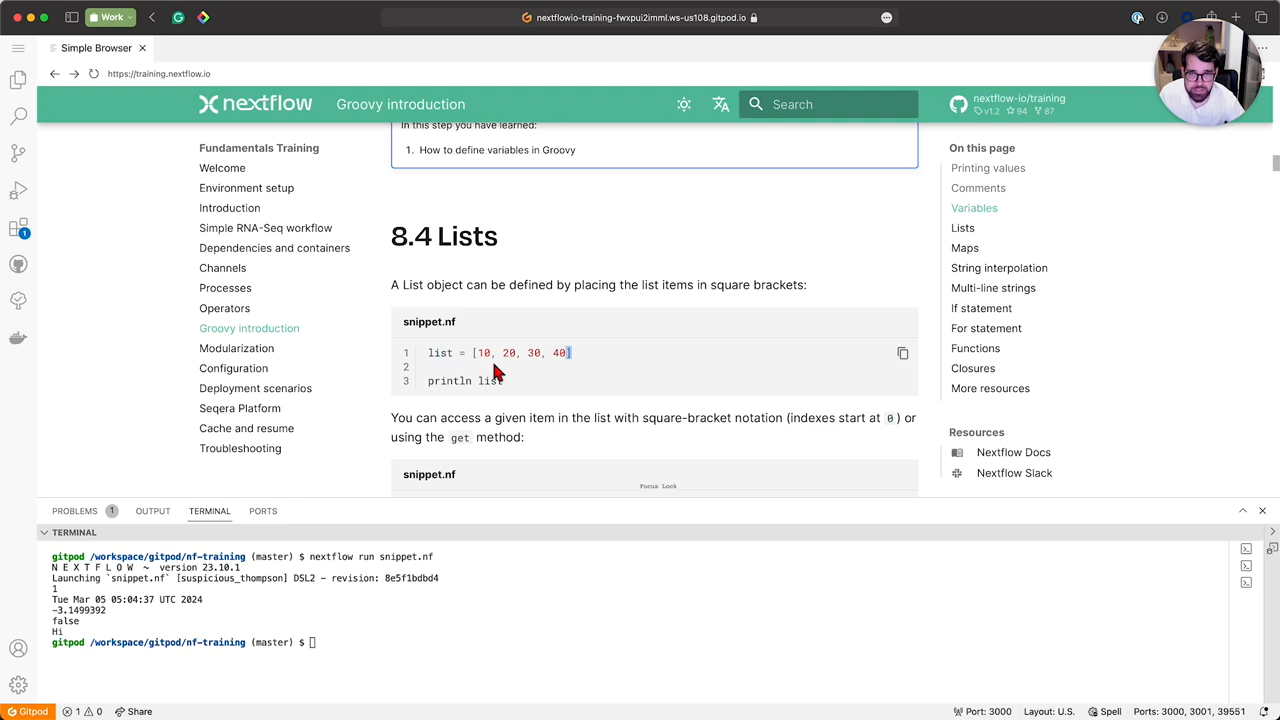 Work
nextflowio-training-fwxpui2imml.ws-us108.gitpod.io
Simple Browser
https://training.nextflow.io
nextflow
Groovy introduction
Search
nextflow-io/training
v1.2 94 87
Fundamentals Training
Welcome
Environment setup
Introduction
Simple RNA-Seq workflow
Dependencies and containers
Channels
Processes
Operators
Groovy introduction
Modularization
Configuration
Deployment scenarios
Seqera Platform
Cache and resume
Troubleshooting
In this step you have learned:
1. How to define variables in Groovy
8.4 Lists
A List object can be defined by placing the list items in square brackets:
snippet.nf
1 list = [10, 20, 30, 40]
2
3 println list
You can access a given item in the list with square-bracket notation (indexes start at 0) or
using the get method:
snippet.nf
Focus Lock
On this page
Printing values
Comments
Variables
Lists
Maps
String interpolation
Multi-line strings
If statement
For statement
Functions
Closures
More resources
Resources
Nextflow Docs
Nextflow Slack
1
PROBLEMS 1 OUTPUT TERMINAL PORTS
TERMINAL
gitpod /workspace/gitpod/nf-training (master) $ nextflow run snippet.nf
N E X T F L O W ~ version 23.10.1
Launching `snippet.nf` [suspicious_thompson] DSL2 - revision: 8e5f1bdbd4
1
Tue Mar 05 05:04:37 UTC 2024
-3.1499392
false
Hi
gitpod /workspace/gitpod/nf-training (master) $
Gitpod 1 0 Share
Port: 3000 Layout: U.S. Spell Ports: 3000, 3001, 39551